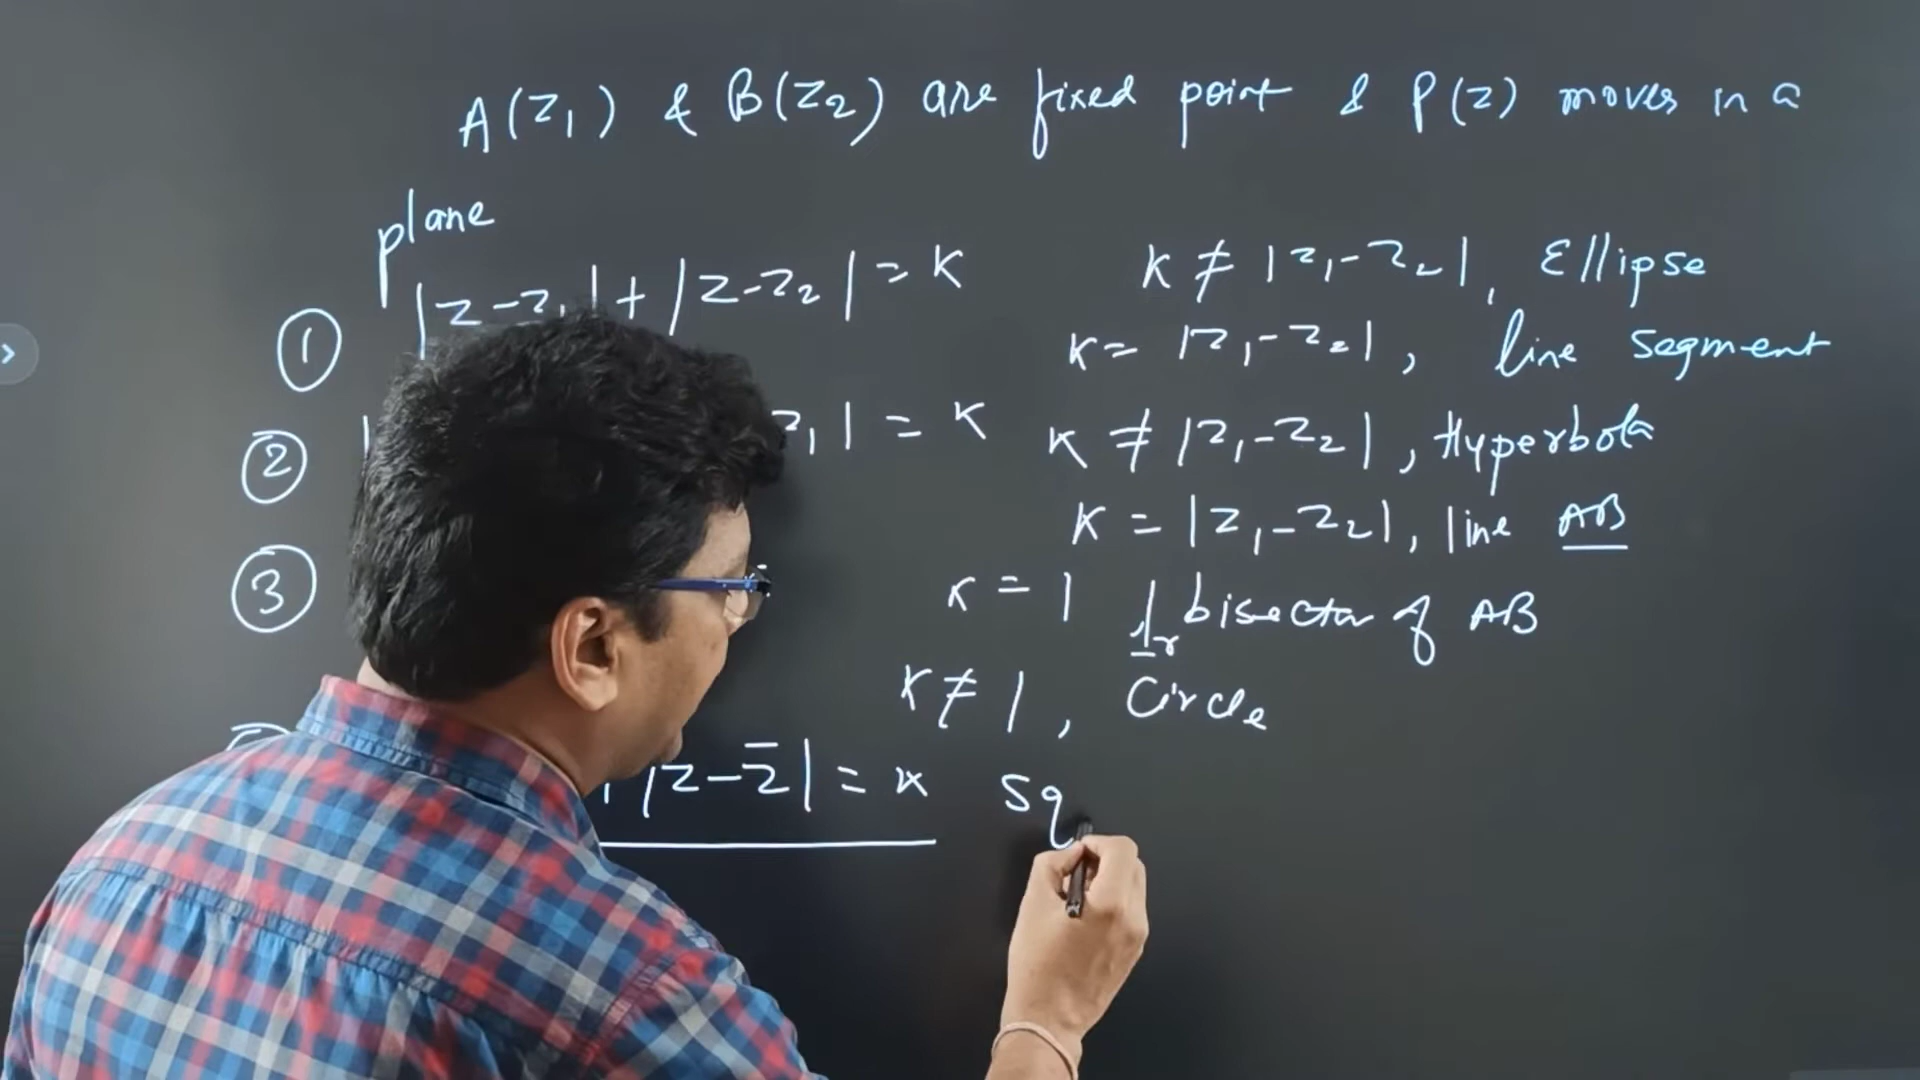 A(z₁) & B(z₂) are fixed point & P(z) moves in a
plane
① |z-z₁|+|z-z₂| = K K ≠ |z₁-z₂|, Ellipse
K = |z₁-z₂|, line segment
② z₁| = K K ≠ |z₁-z₂|, Hyperbola
K = |z₁-z₂|, line AB
③ K = 1 ⊥r bisector of AB
K ≠ 1, Circle
|z-z̄| = K Sq